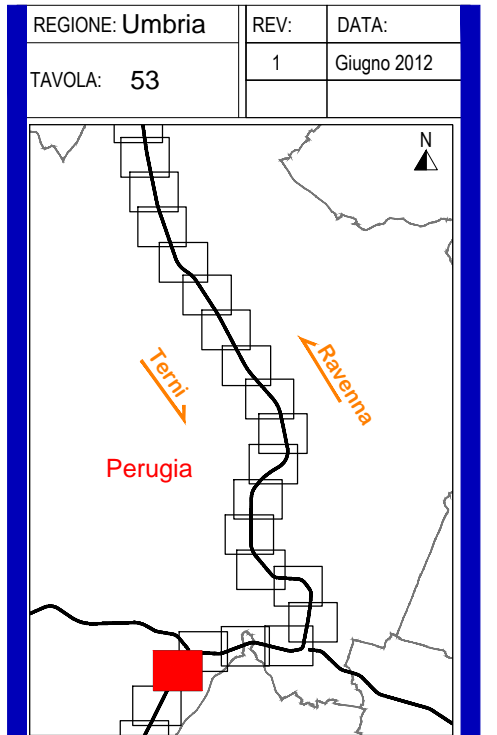 REGIONE: Umbria
REV:
DATA:
TAVOLA: 53
1
Giugno 2012
N
Terni
Ravenna
Perugia